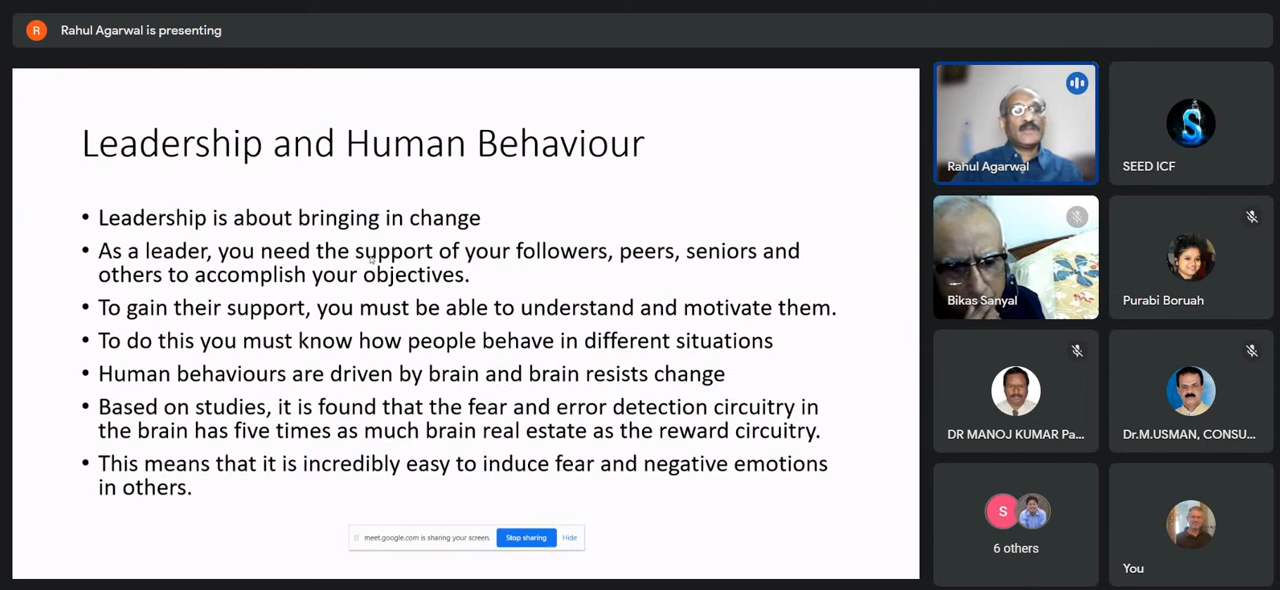 R
Rahul Agarwal is presenting
Leadership and Human Behaviour
• Leadership is about bringing in change
• As a leader, you need the support of your followers, peers, seniors and
others to accomplish your objectives.
• To gain their support, you must be able to understand and motivate them.
• To do this you must know how people behave in different situations
• Human behaviours are driven by brain and brain resists change
• Based on studies, it is found that the fear and error detection circuitry in
the brain has five times as much brain real estate as the reward circuitry.
• This means that it is incredibly easy to induce fear and negative emotions
in others.
meet.google.com is sharing your screen.
Stop sharing
Hide
Rahul Agarwal
S
SEED ICF
Bikas Sanyal
Purabi Boruah
DR MANOJ KUMAR Pa...
Dr.M.USMAN, CONSU...
S
6 others
You